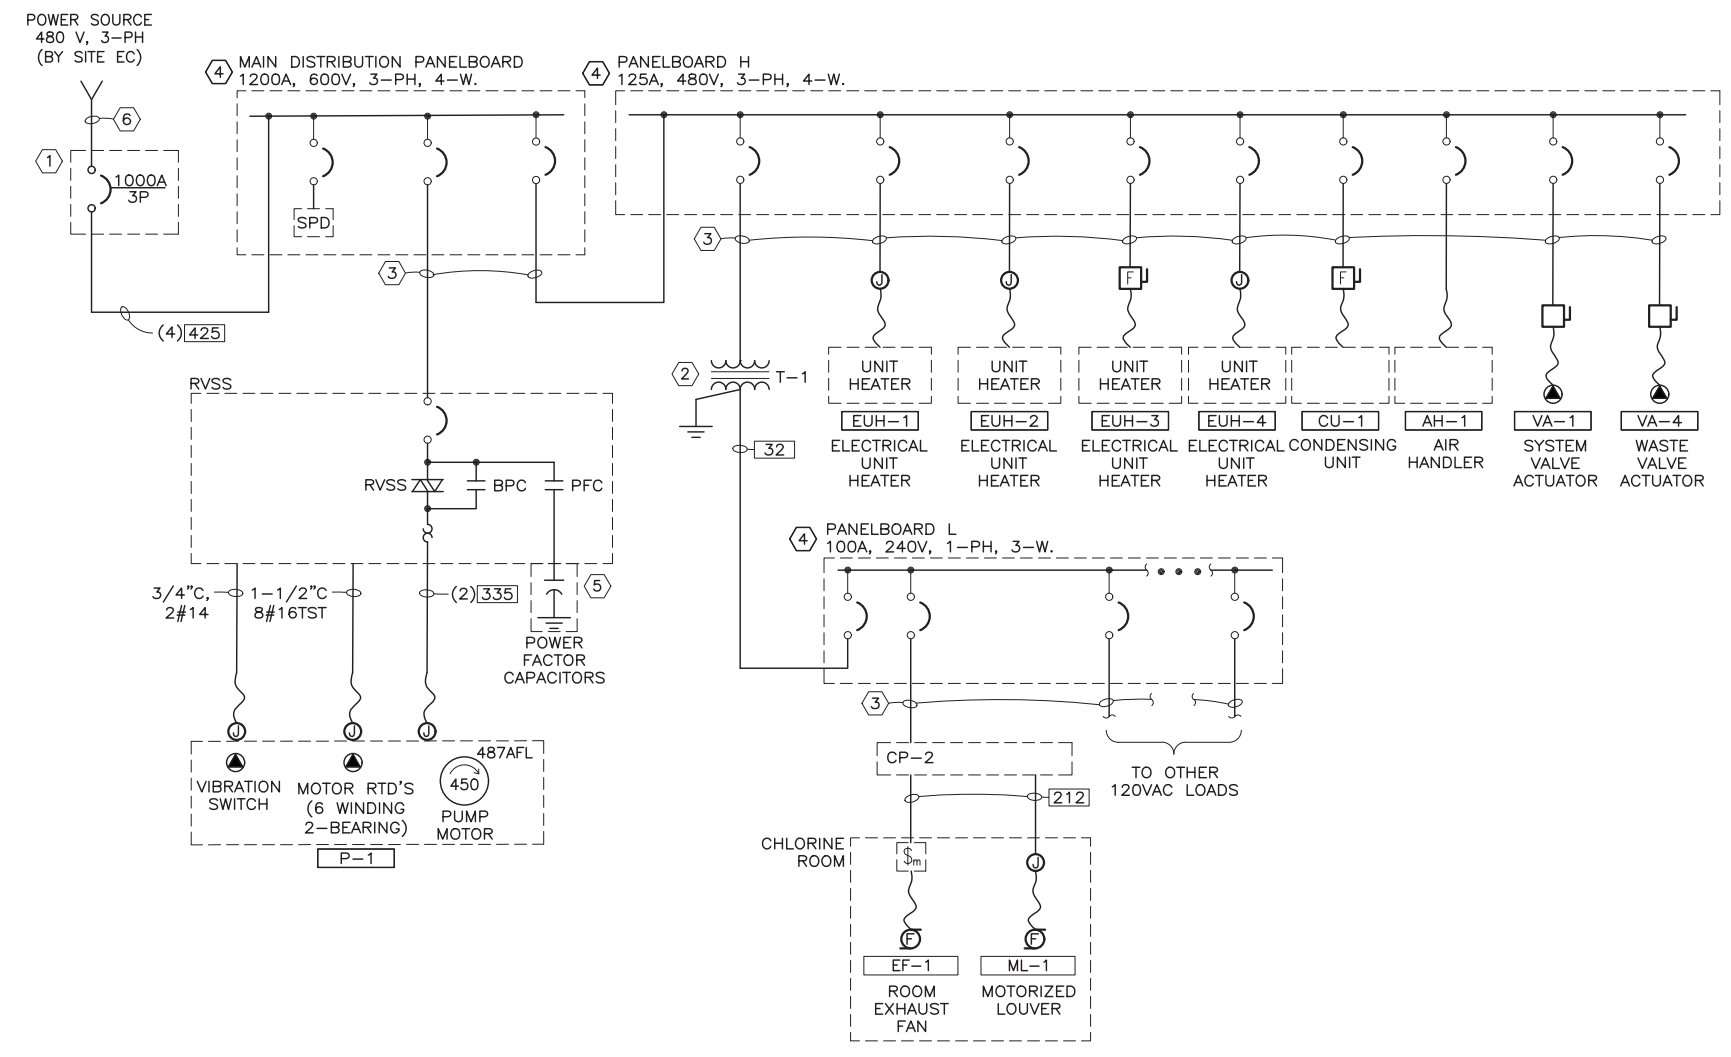 POWER SOURCE
480 V, 3-PH
(BY SITE EC)
6
1
1000A
3P
(4) 425
4
MAIN DISTRIBUTION PANELBOARD
1200A, 600V, 3-PH, 4-W.
SPD
3
4
PANELBOARD H
125A, 480V, 3-PH, 4-W.
3
J
J
F
J
F
2
T-1
32
UNIT
HEATER
EUH-1
ELECTRICAL
UNIT
HEATER
UNIT
HEATER
EUH-2
ELECTRICAL
UNIT
HEATER
UNIT
HEATER
EUH-3
ELECTRICAL
UNIT
HEATER
UNIT
HEATER
EUH-4
ELECTRICAL
UNIT
HEATER
CU-1
CONDENSING
UNIT
AH-1
AIR
HANDLER
VA-1
SYSTEM
VALVE
ACTUATOR
VA-4
WASTE
VALVE
ACTUATOR
RVSS
RVSS
BPC
PFC
3/4"C,
2#14
1-1/2"C
8#16TST
(2) 335
5
POWER
FACTOR
CAPACITORS
J
J
J
VIBRATION
SWITCH
MOTOR RTD'S
(6 WINDING
2-BEARING)
487AFL
450
PUMP
MOTOR
P-1
4
PANELBOARD L
100A, 240V, 1-PH, 3-W.
3
CP-2
TO OTHER
120VAC LOADS
212
CHLORINE
ROOM
$m
J
F
F
EF-1
ROOM
EXHAUST
FAN
ML-1
MOTORIZED
LOUVER